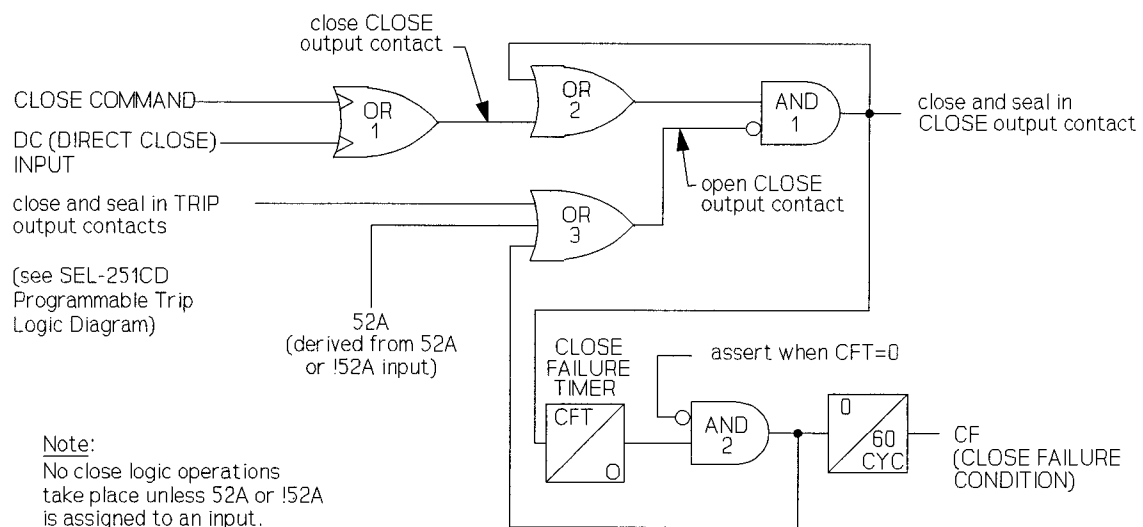 close CLOSE
output contact
CLOSE COMMAND
DC (DIRECT CLOSE)
INPUT
OR
1
OR
2
AND
1
close and seal in
CLOSE output contact
close and seal in TRIP
output contacts
OR
3
open CLOSE
output contact
(see SEL-251CD
Programmable Trip
Logic Diagram)
52A
(derived from 52A
or !52A input)
CLOSE
FAILURE
TIMER
assert when CFT=0
CFT
0
AND
2
0
60
CYC
CF
(CLOSE FAILURE
CONDITION)
Note:
No close logic operations
take place unless 52A or !52A
is assigned to an input.